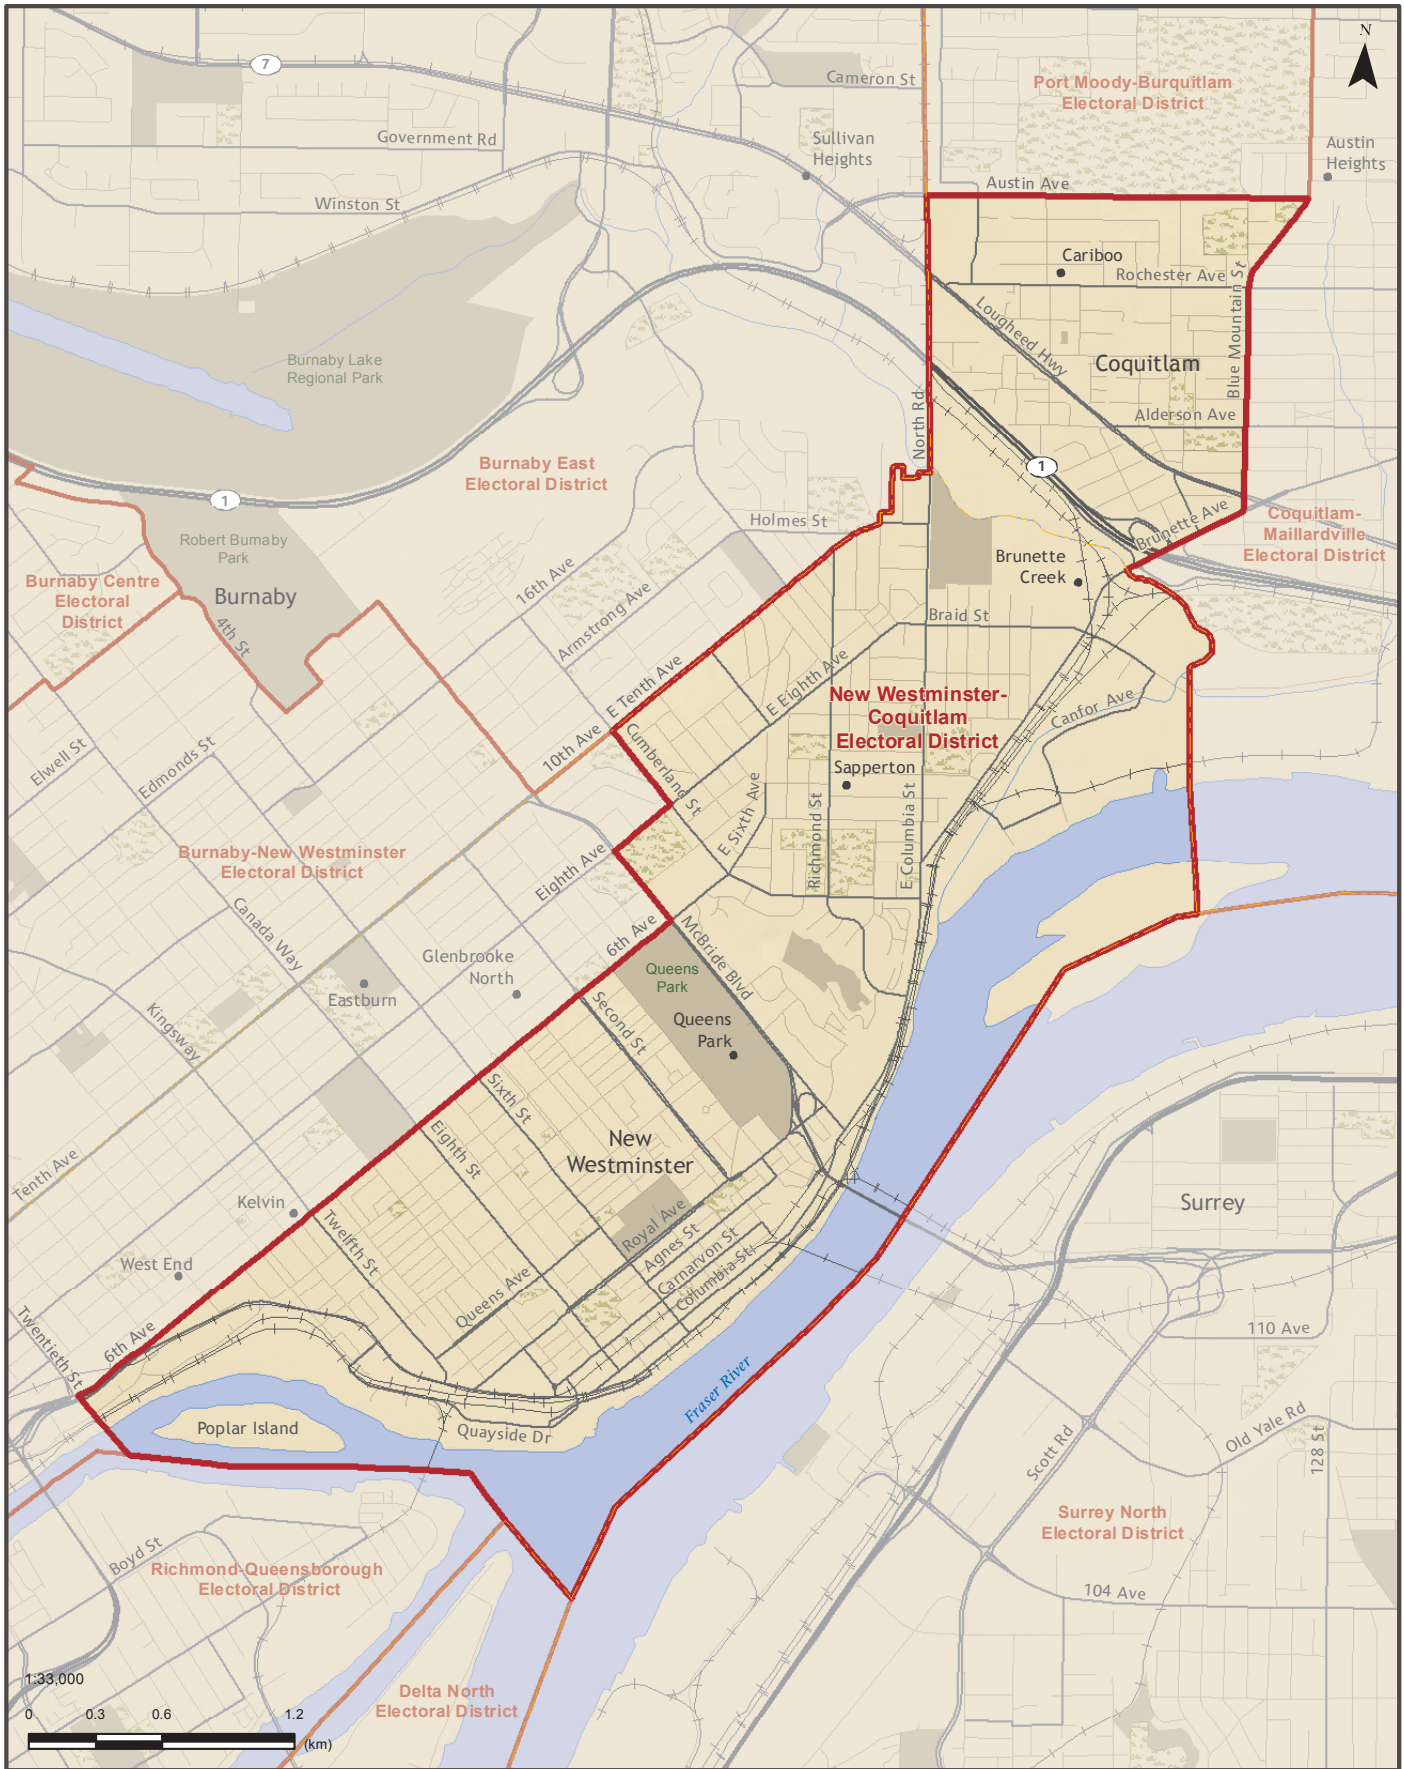 N
7
Cameron St
Port Moody-Burquitlam
Electoral District
Government Rd
Sullivan
Heights
Austin
Heights
Austin Ave
Winston St
Cariboo
Rochester Ave
Blue Mountain St
Lougheed Hwy
Burnaby Lake
Regional Park
Coquitlam
North Rd
Alderson Ave
Burnaby East
Electoral District
1
1
Holmes St
Brunette Ave
Coquitlam-
Maillardville
Electoral District
Robert Burnaby
Park
Brunette
Creek
Burnaby Centre
Electoral
District
Burnaby
16th Ave
Armstrong Ave
4th St
Braid St
E Tenth Ave
E Eighth Ave
New Westminster-
Coquitlam
Electoral District
Canfor Ave
10th Ave
Cumberland St
Elwell St
Edmonds St
Sapperton
E Sixth Ave
Richmond St
E Columbia St
Burnaby-New Westminster
Electoral District
Eighth Ave
Canada Way
6th Ave
McBride Blvd
Glenbrooke
North
Queens
Park
Eastburn
Second St
Queens
Park
Kingsway
Sixth St
Eighth St
New
Westminster
Tenth Ave
Kelvin
Twelfth St
Royal Ave
Surrey
Agnes St
West End
Carnarvon St
Columbia St
Queens Ave
Twentieth St
6th Ave
110 Ave
Fraser River
Poplar Island
Quayside Dr
Old Yale Rd
Scott Rd
128 St
Surrey North
Electoral District
Boyd St
Richmond-Queensborough
Electoral District
104 Ave
1:33,000
Delta North
Electoral District
0 0.3 0.6 1.2
(km)